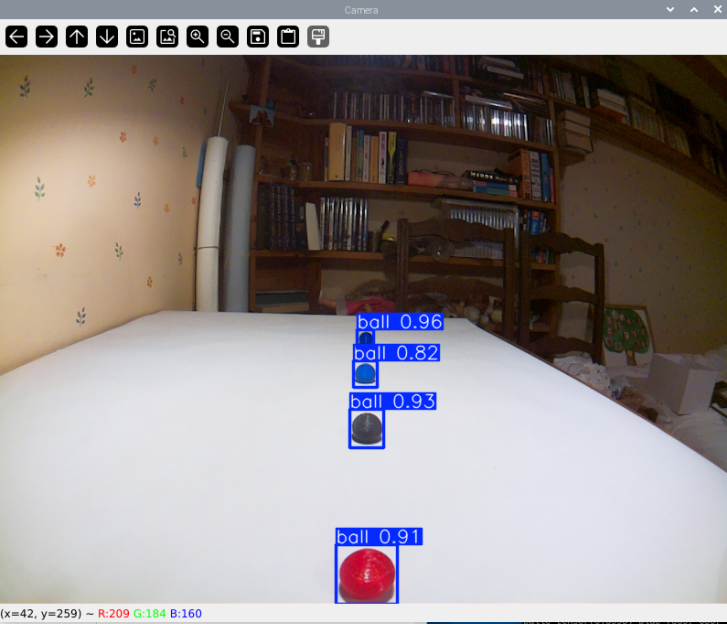 Camera
ball 0.96
ball 0.82
ball 0.93
ball 0.91
(x=42, y=259) ~ R:209 G:184 B:160